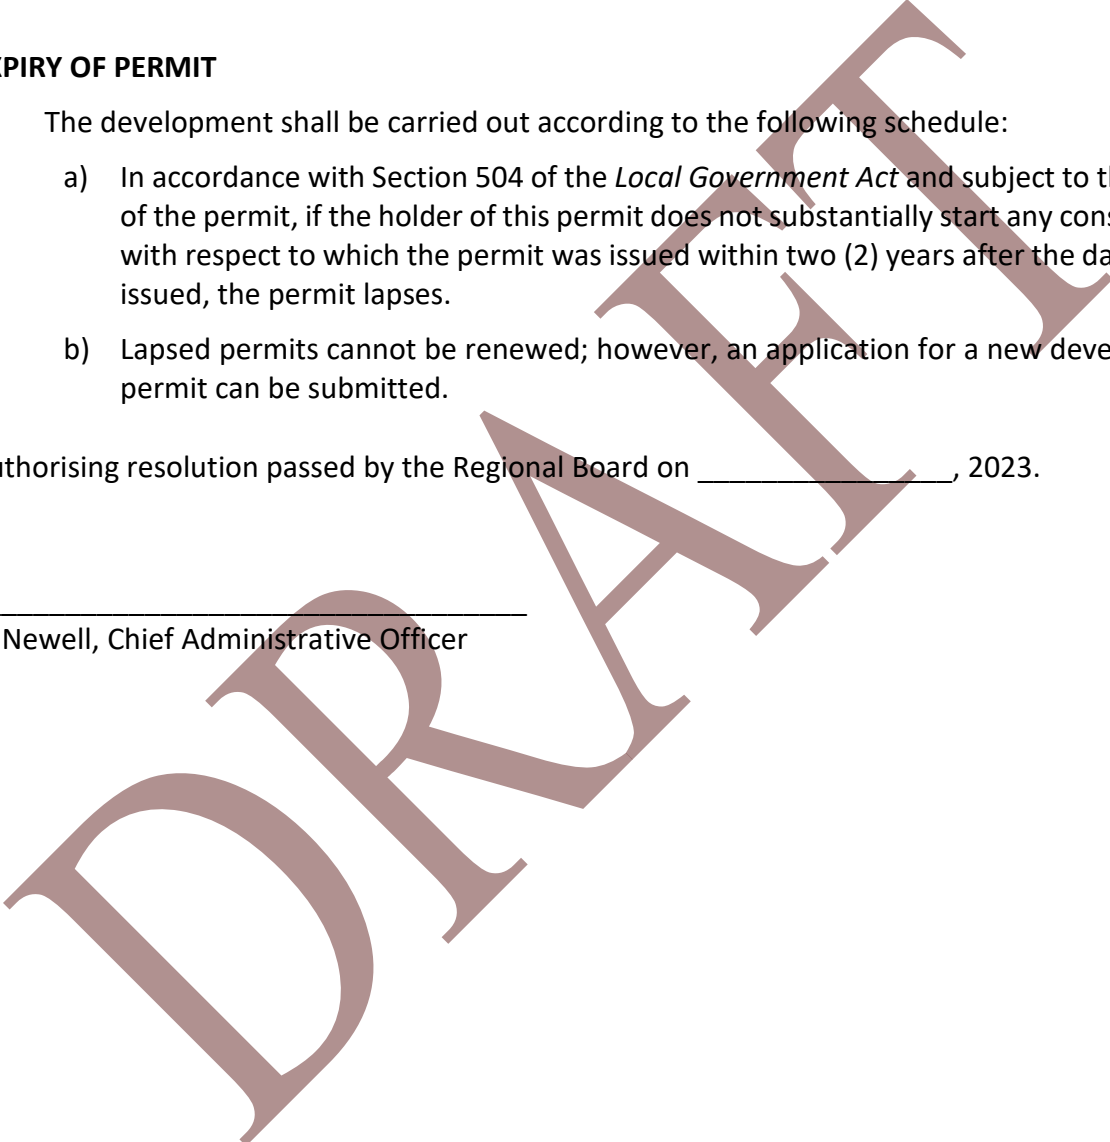 XPIRY OF PERMIT
The development shall be carried out according to the following schedule:
a) In accordance with Section 504 of the Local Government Act and subject to th
of the permit, if the holder of this permit does not substantially start any cons
with respect to which the permit was issued within two (2) years after the da
issued, the permit lapses.
b) Lapsed permits cannot be renewed; however, an application for a new deve
permit can be submitted.
uthorising resolution passed by the Regional Board on ________________, 2023.
_________________________________
Newell, Chief Administrative Officer
DRAFT